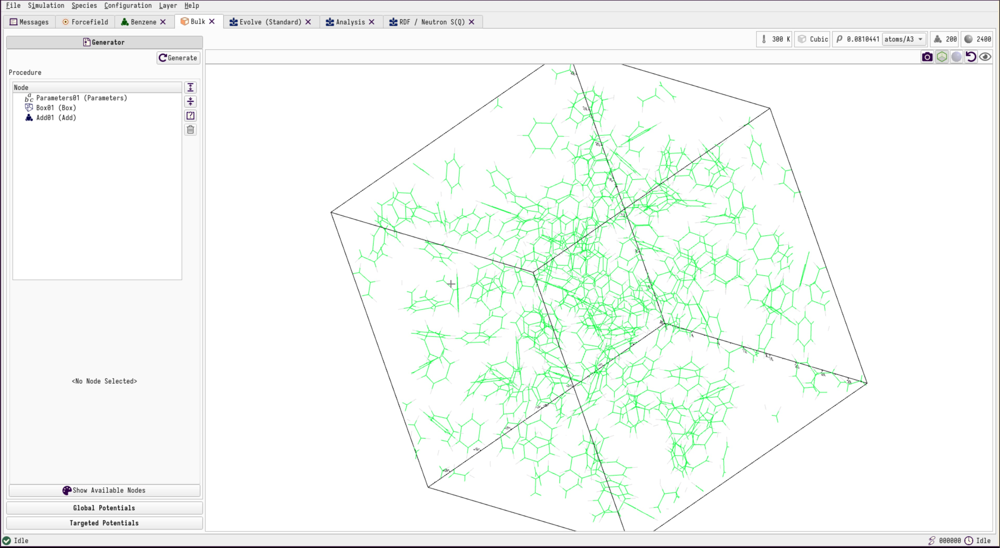 File Simulation Species Configuration Layer Help
Messages Forcefield Benzene Bulk Evolve (Standard) Analysis RDF / Neutron S(Q)
Generator
300 K Cubic ρ 0.0810441 atoms/A3 200 2400
Generate
Procedure
Node
a
bc Parameters01 (Parameters)
Box01 (Box)
Add01 (Add)
<No Node Selected>
Show Available Nodes
Global Potentials
Targeted Potentials
Idle 000000 Idle